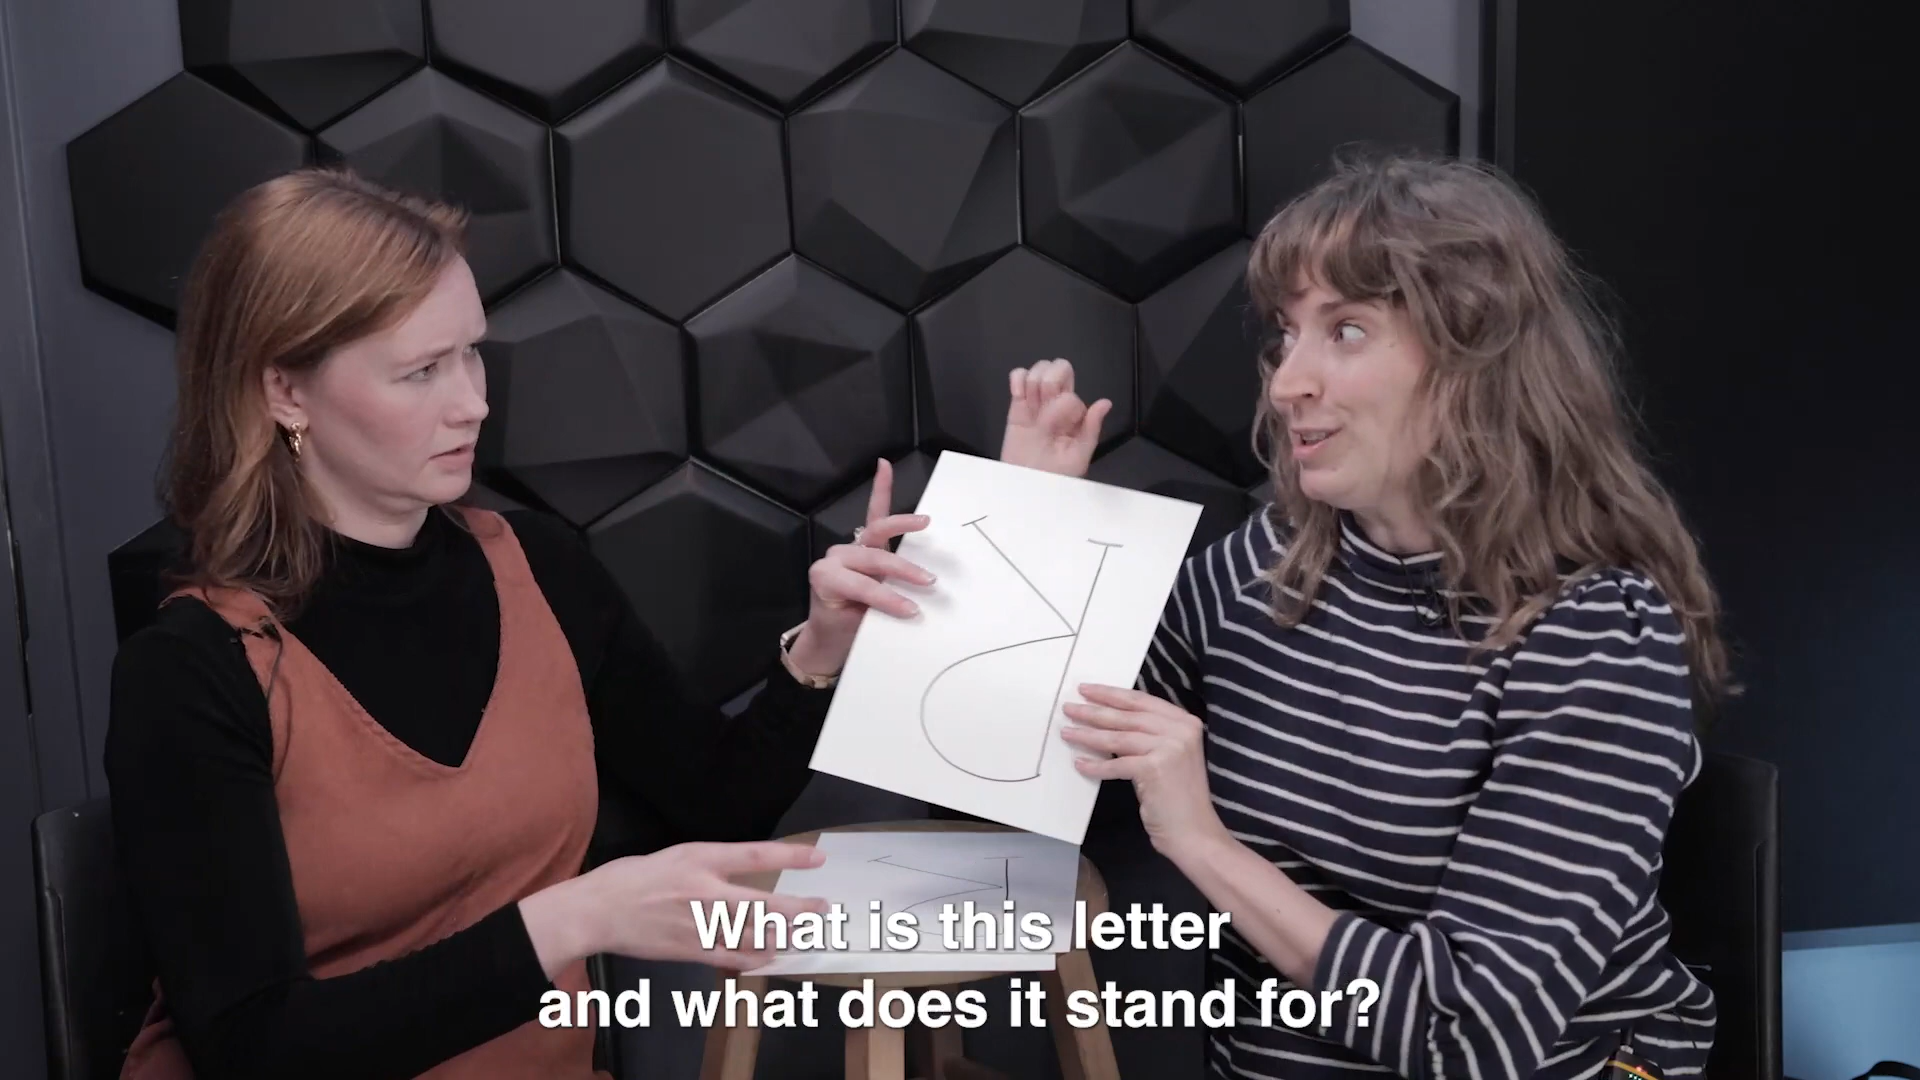 R
What is this letter
and what does it stand for?